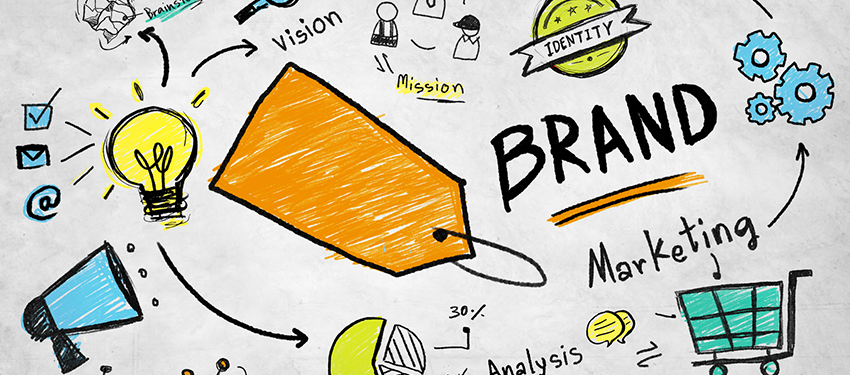 vision
Mission
IDENTITY
BRAND
Marketing
@
30%
Analysis